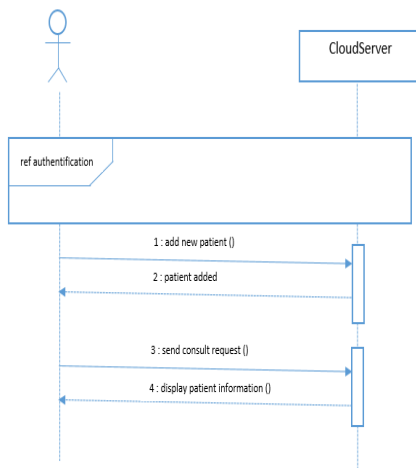 CloudServer
ref authentification
1 : add new patient ()
2 : patient added
3 : send consult request ()
4 : display patient information ()